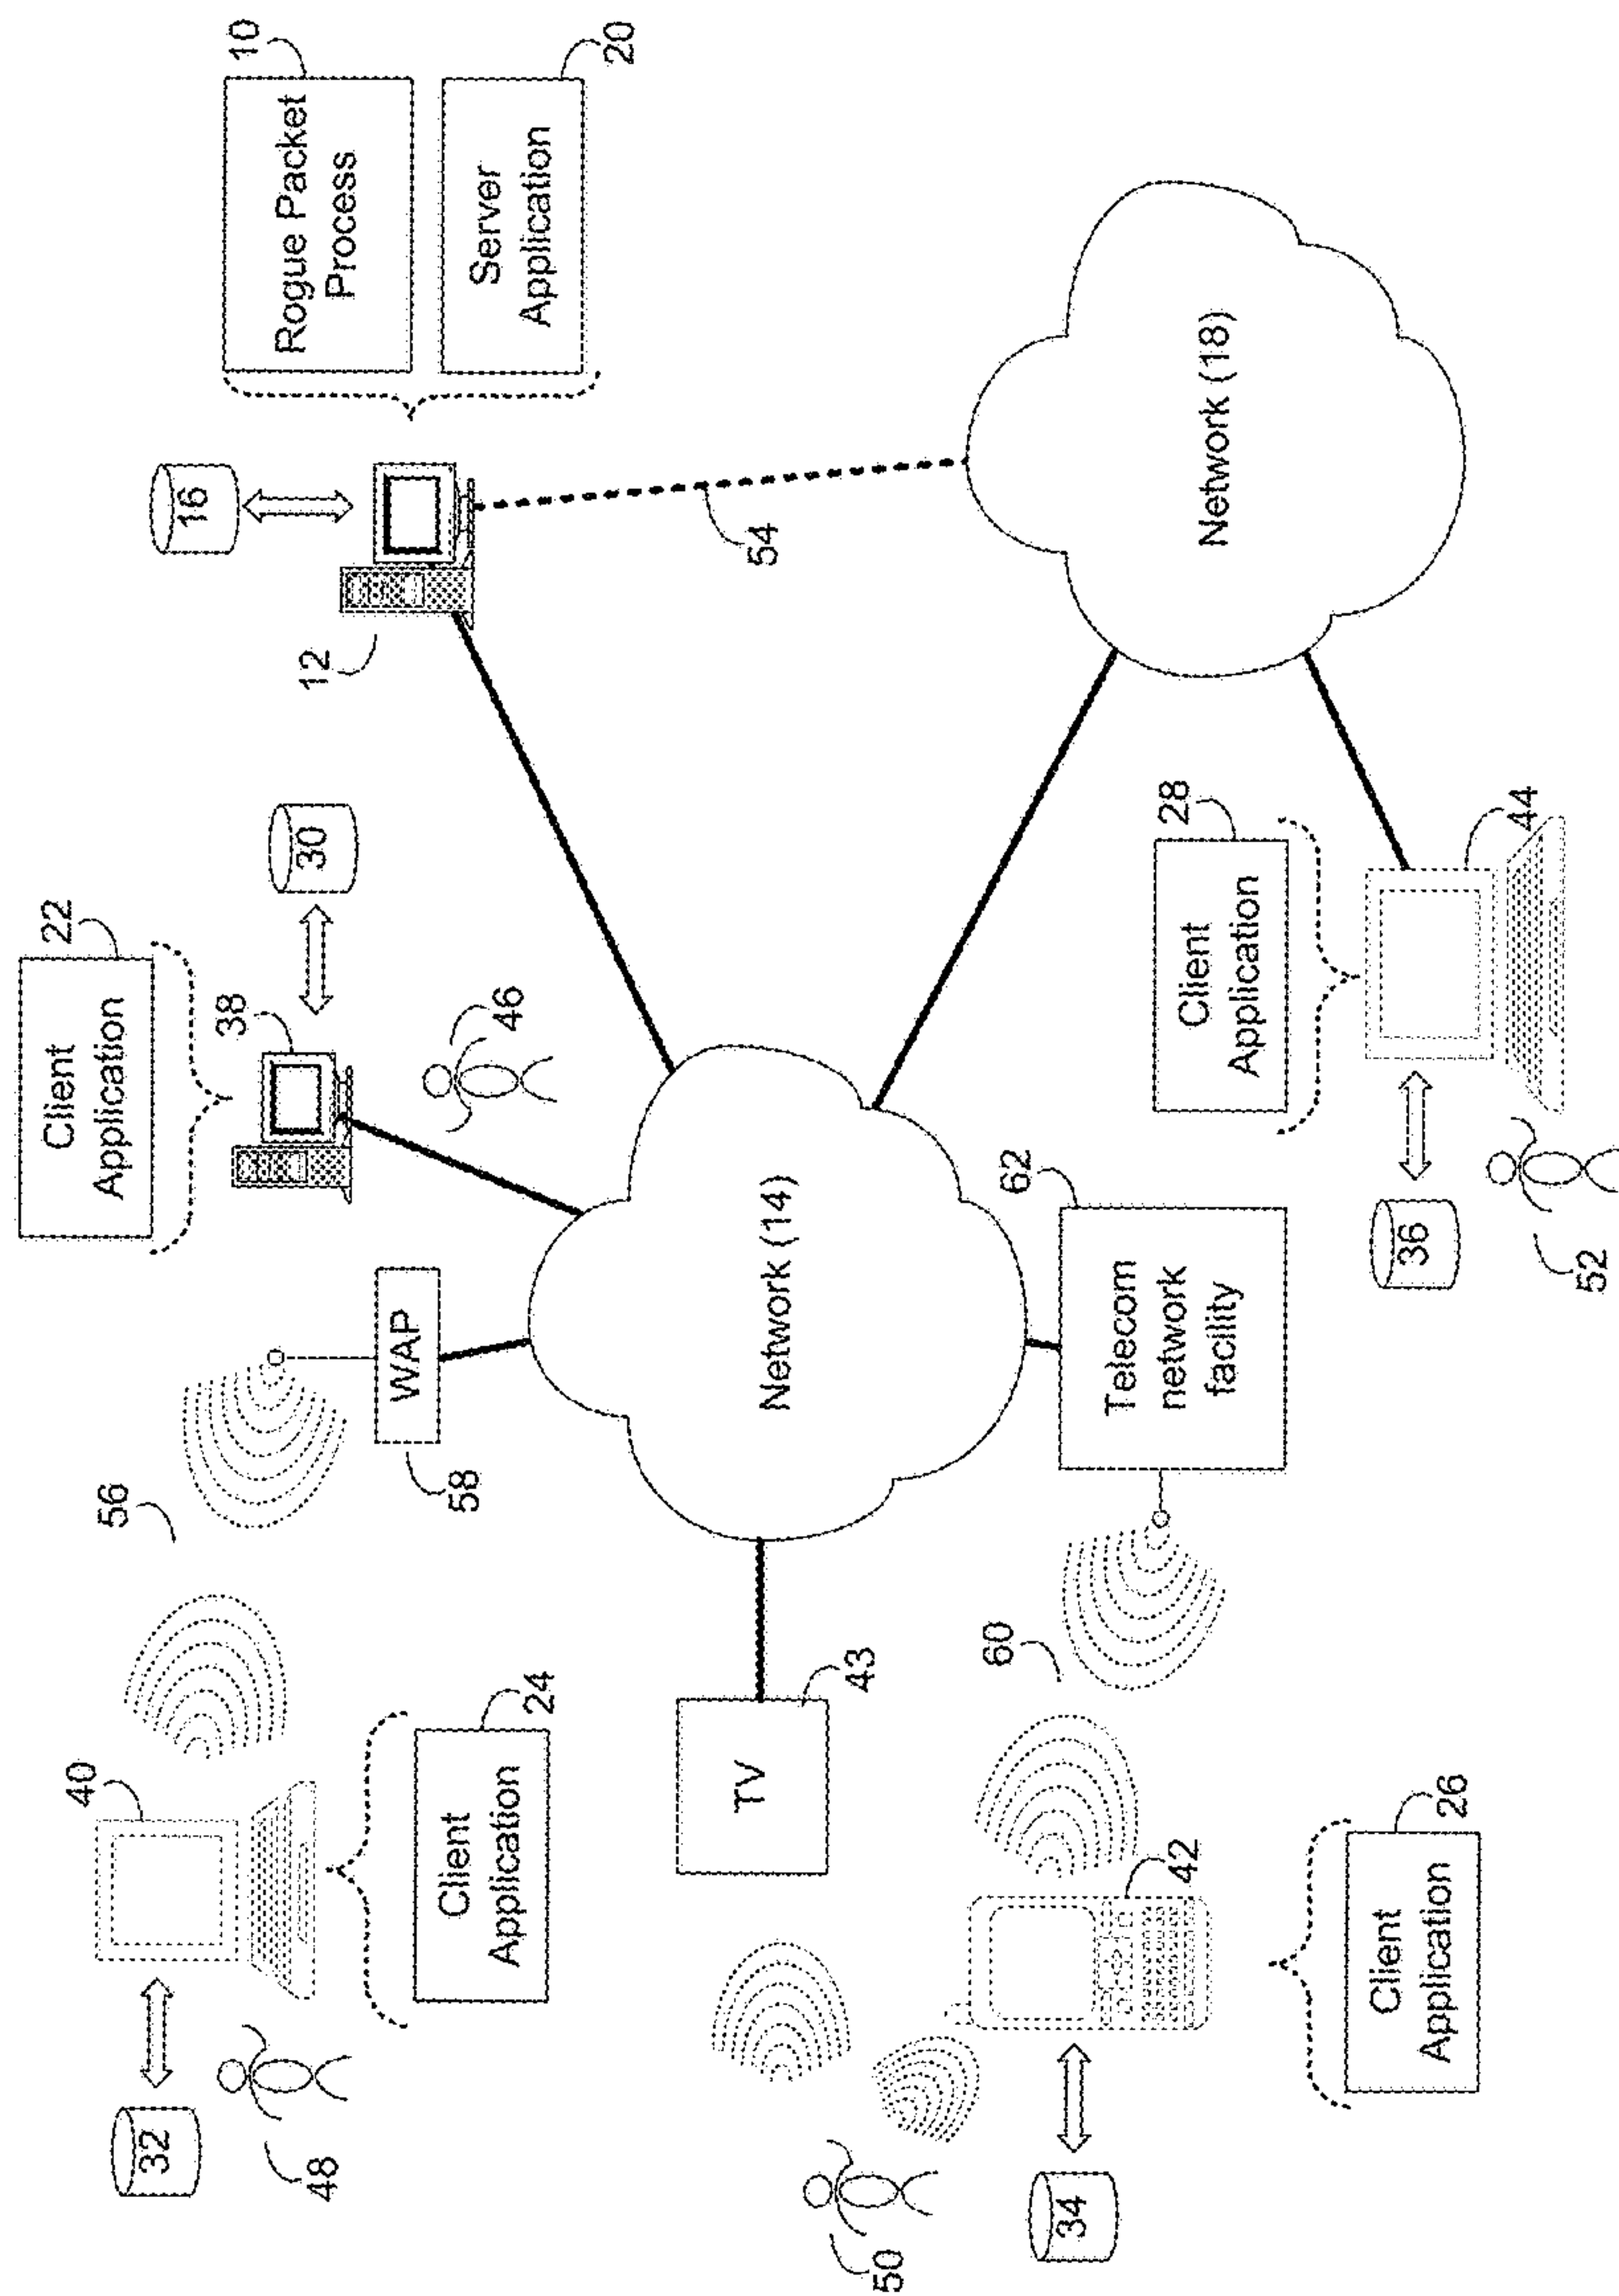 32
40
56
Client
Application
22
16
48
24
Client
Application
58
WAP
38
30
46
12
10
Rogue Packet
Process
20
Server
Application
54
TV
43
Network (14)
50
34
42
60
Telecom
network
facility
62
Network (18)
26
Client
Application
28
Client
Application
44
36
52